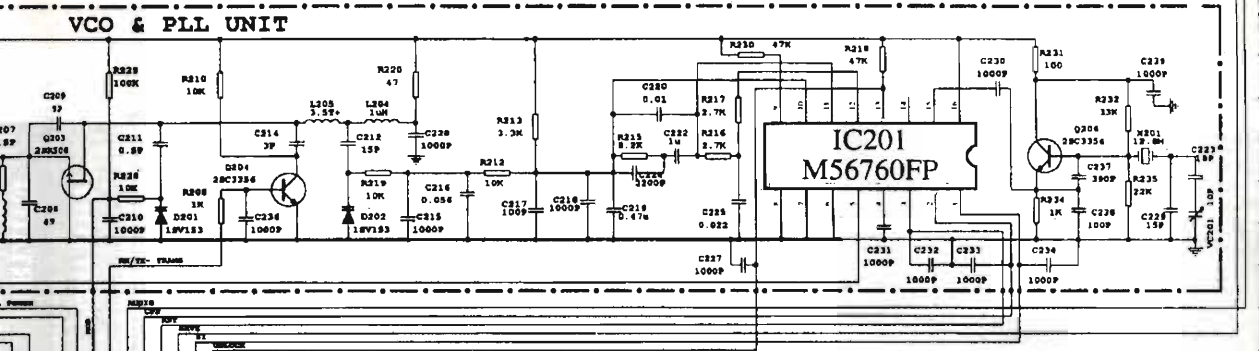 VCO & PLL UNIT
R229
100K
R210
10K
R220
47
R230
47K
R218
47K
C230
1000P
R231
100
C239
1000P
C209
L205
3.5T+
L204
1uH
C220
0.01
R217
2.7K
R232
33K
Q203
C211
0.5P
C214
3P
C212
15P
C228
1000P
R213
3.3K
R215
8.2K
C222
1u
R216
2.7K
IC201
M56760FP
Q206
2SC3356
X201
12.8M
R228
10K
Q204
2SC3356
C237
390P
C223
18P
R208
1K
R219
10K
C216
0.056
R212
10K
2200P
R235
22K
C208
47
C210
1000P
D201
1SV153
C236
1000P
D202
1SV153
C215
1000P
C217
100P
C218
1000P
C219
0.47u
C225
0.022
R234
1K
C238
100P
C226
15P
VC201 10P
RX/TX- TRANS
C227
1000P
C231
1000P
C232
1000P
C233
1000P
C234
1000P
POWER
AUDIO
UNLOCK